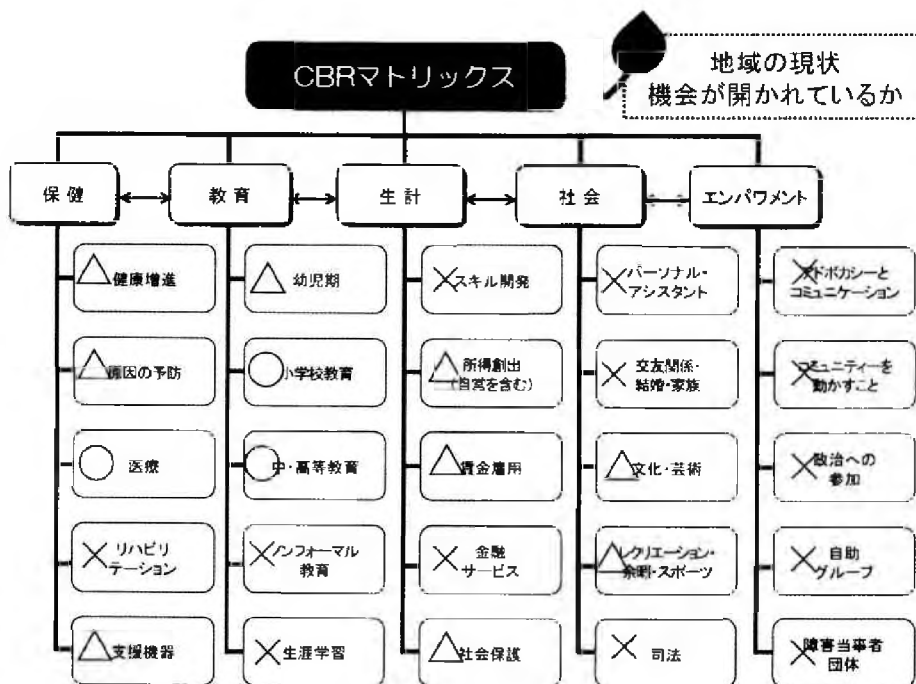 CBRマトリックス
地域の現状
機会が開かれているか
保健
教育
生計
社会
エンパワメント
△健康増進
△幼児期
×スキル開発
×パーソナル・
アシスタント
×アドボカシーと
コミュニケーション
△原因の予防
○小学校教育
△所得創出
(自営を含む)
×交友関係・
結婚・家族
×コミュニティーを
動かすこと
○医療
○中・高等教育
△賃金雇用
△文化・芸術
×政治への
参加
×リハビリ
テーション
×ノンフォーマル
教育
×金融
サービス
△レクリエーション・
余暇・スポーツ
×自助
グループ
△支援機器
×生涯学習
△社会保護
×司法
×障害当事者
団体